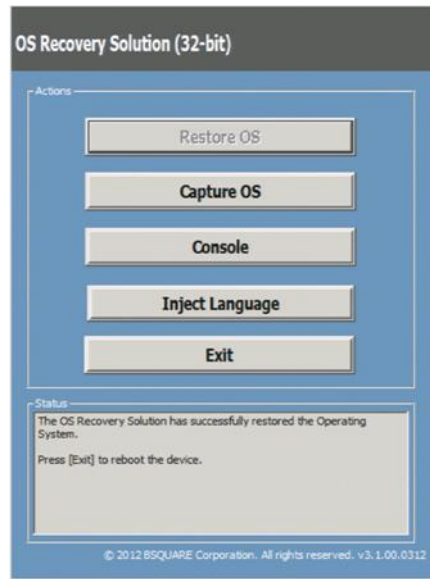 OS Recovery Solution (32-bit)
Actions
Restore OS
Capture OS
Console
Inject Language
Exit
Status
The OS Recovery Solution has successfully restored the Operating
System.
Press [Exit] to reboot the device.
© 2012 BSQUARE Corporation. All rights reserved. v3.1.00.0312